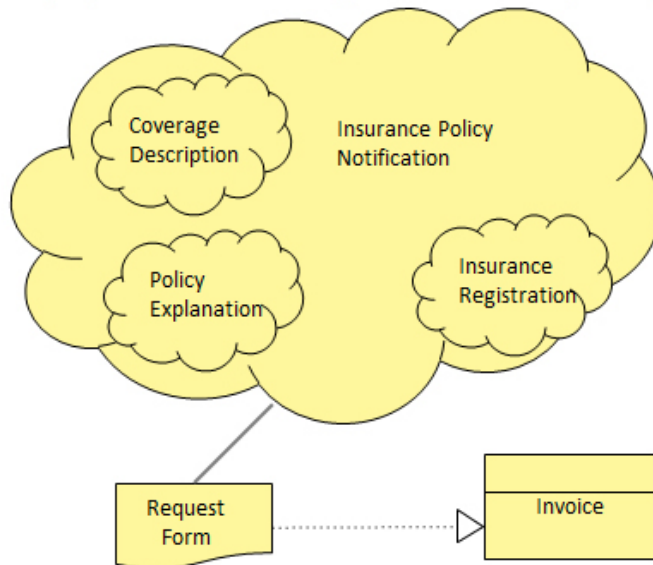 Coverage
Description
Insurance Policy
Notification
Policy
Explanation
Insurance
Registration
Request
Form
Invoice